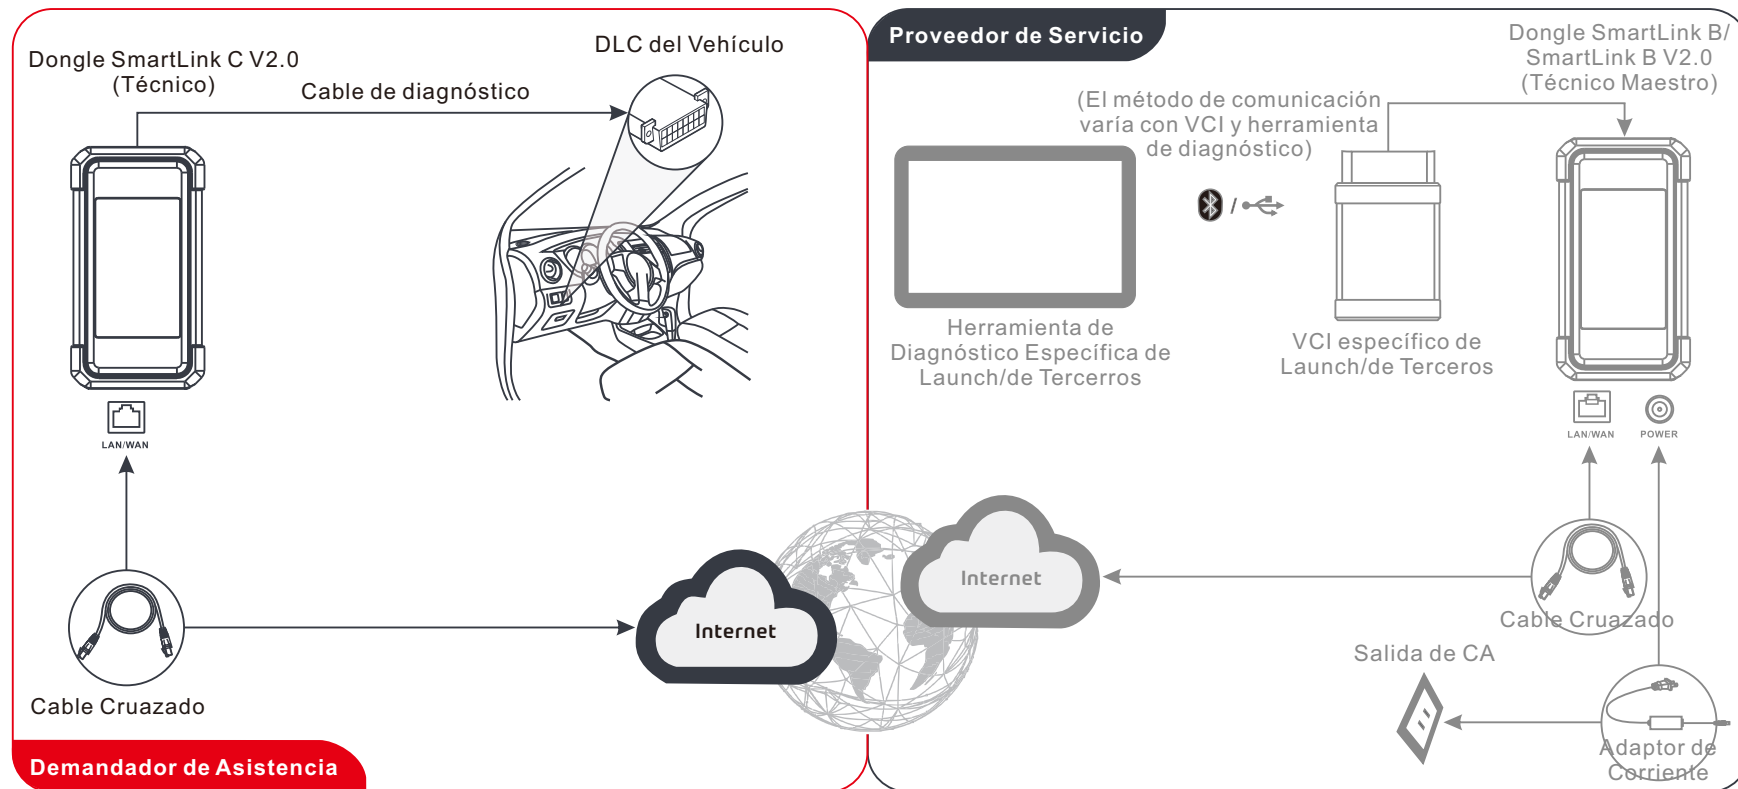 Dongle SmartLink C V2.0
(Técnico)
Cable de diagnóstico
DLC del Vehículo
LAN/WAN
Internet
Cable Cruazado
Demandador de Asistencia
Proveedor de Servicio
Dongle SmartLink B/
SmartLink B V2.0
(Técnico Maestro)
(El método de comunicación
varía con VCI y herramienta
de diagnóstico)
/
Herramienta de
Diagnóstico Específica de
Launch/de Tercerros
VCI específico de
Launch/de Terceros
LAN/WAN
POWER
Internet
Cable Cruazado
Salida de CA
Adaptor de
Corriente